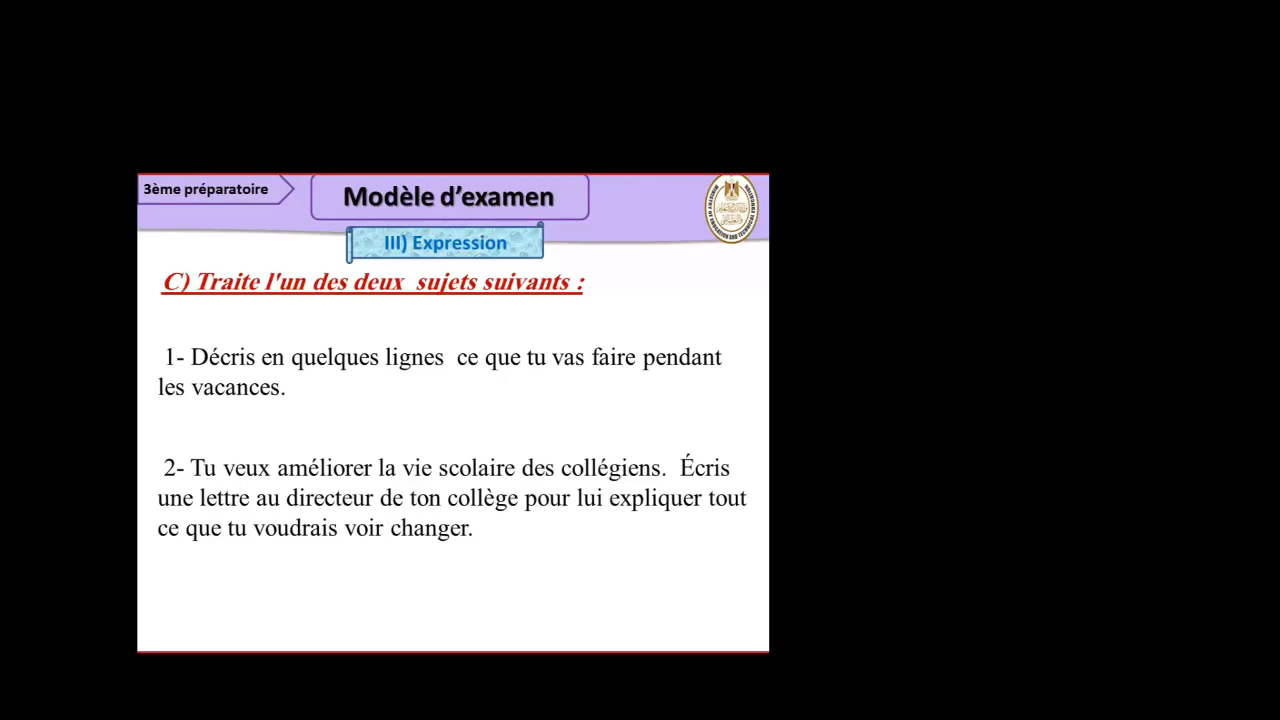 3ème préparatoire
Modèle d’examen
III) Expression
C) Traite l'un des deux  sujets suivants :
1- Décris en quelques lignes  ce que tu vas faire pendant
les vacances.
2- Tu veux améliorer la vie scolaire des collégiens.  Écris
une lettre au directeur de ton collège pour lui expliquer tout
ce que tu voudrais voir changer.